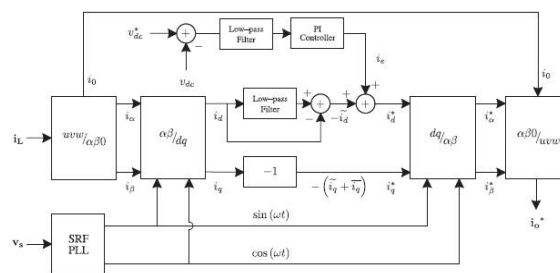 v*dc
+
−
vdc
Low–pass
Filter
PI
Controller
ie
i0
i0
iL
uvw/αβ0
iα
iβ
αβ/dq
id
Low–pass
Filter
+
−
+
−ĩd
+
+
i*d
iq
−1
−(ĩq + i̅q)
i*q
dq/αβ
i*α
i*β
αβ0/uvw
io*
vs
SRF
PLL
sin (ωt)
cos (ωt)